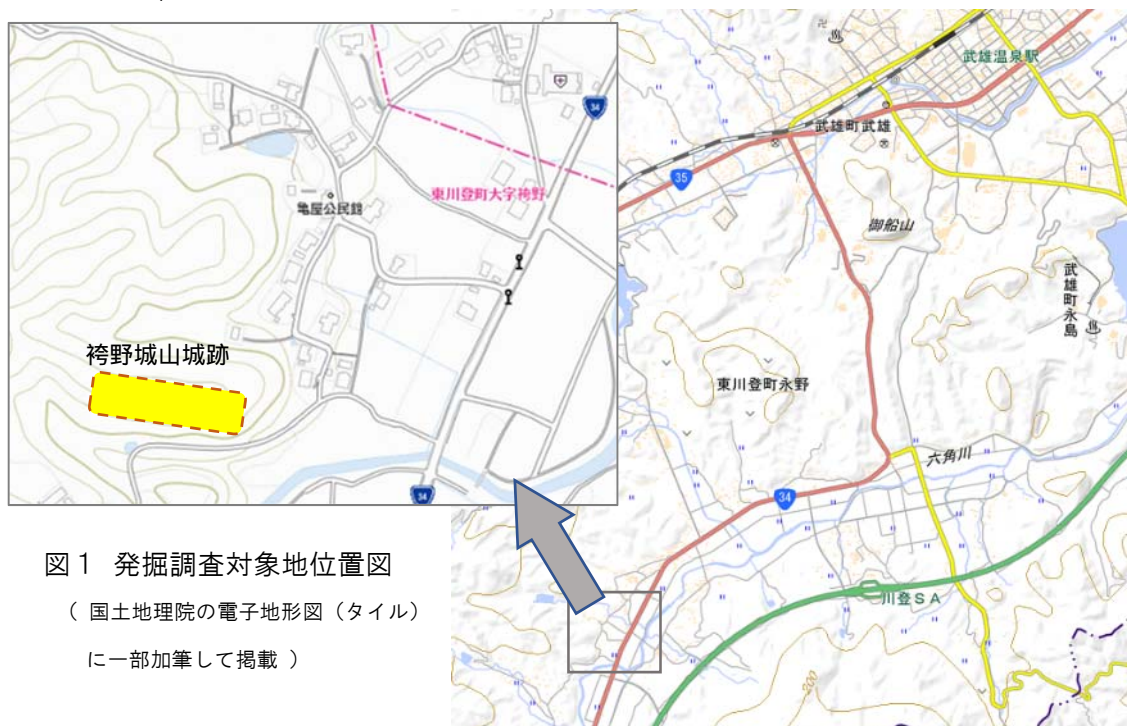 34
東川登町大字袴野
亀屋公民館
袴野城山城跡
34
武雄温泉駅
武雄町武雄
35
御船山
武雄町永島
東川登町永野
六角川
34
川登SA
200
図1 発掘調査対象地位置図
( 国土地理院の電子地形図(タイル)
に一部加筆して掲載 )